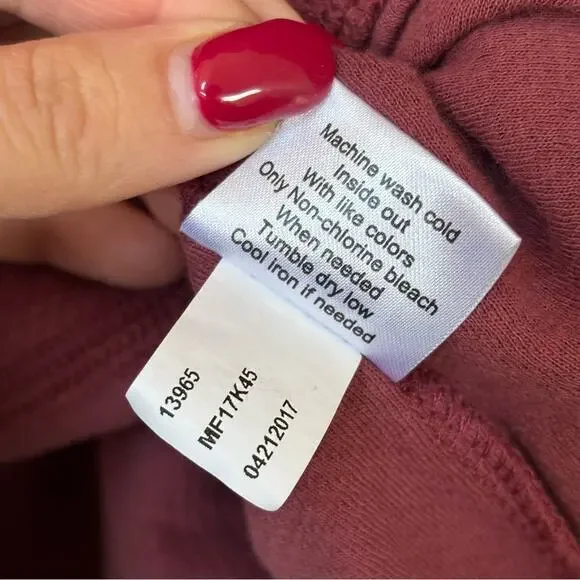 Machine wash cold
Inside out
With like colors
Only Non-chlorine bleach
When needed
Tumble dry low
Cool iron if needed
13965
MF17K45
04212017